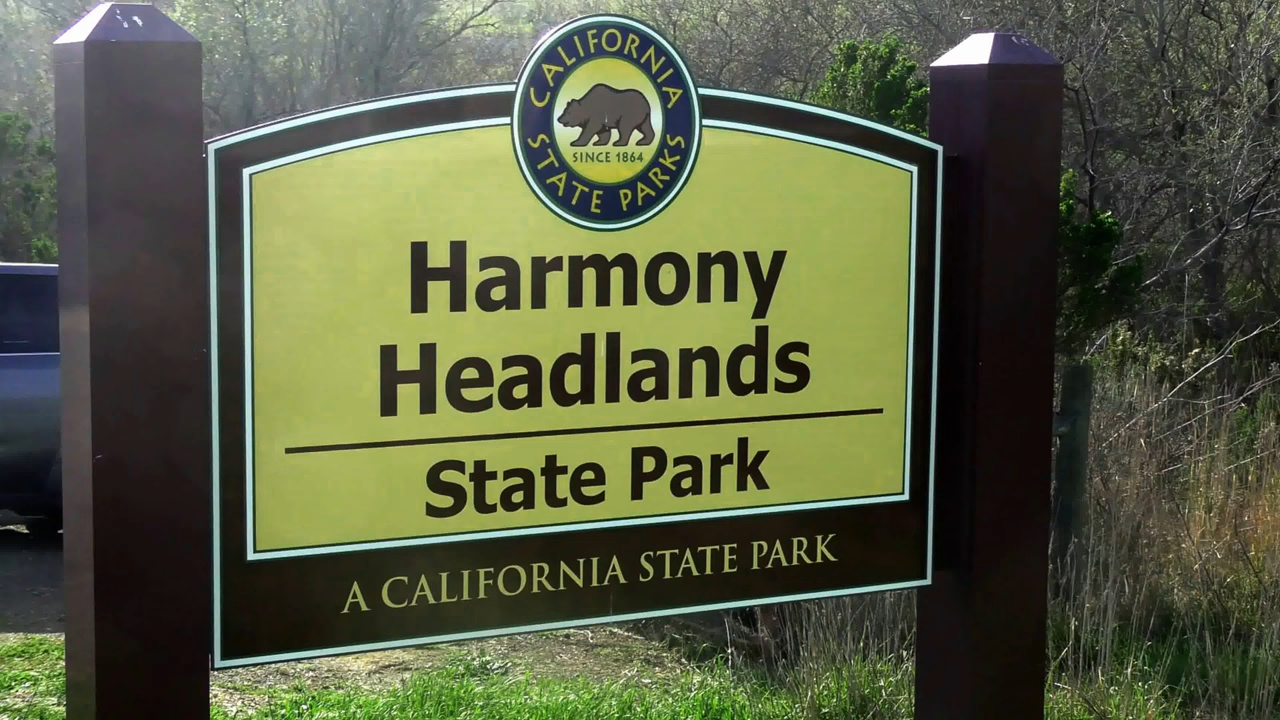 CALIFORNIA
SINCE 1864
STATE PARKS
Harmony
Headlands
State Park
A CALIFORNIA STATE PARK